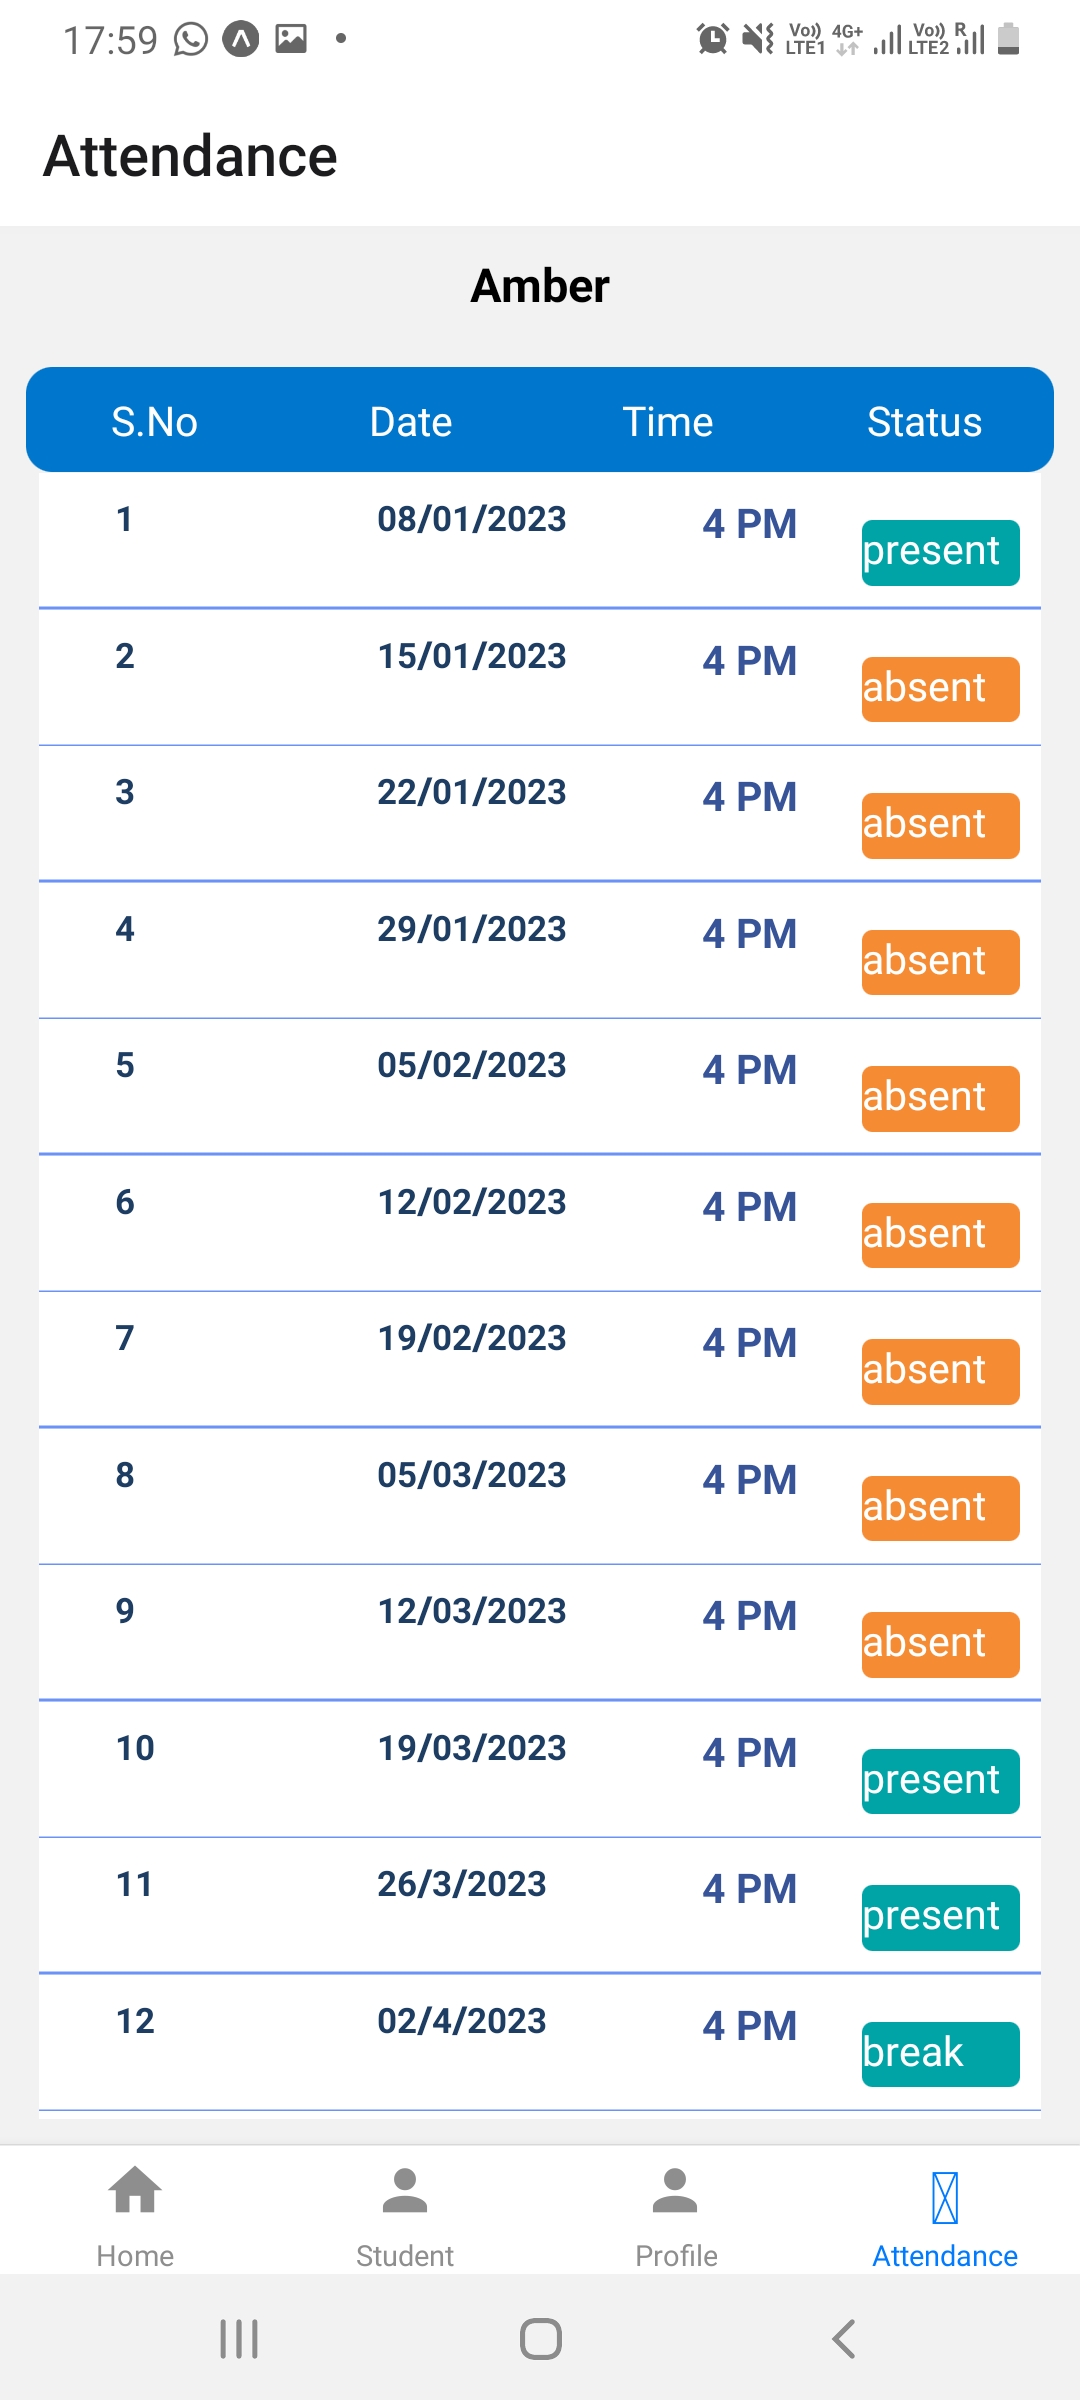 17:59
Vo)) LTE1 4G+ Vo)) LTE2 R
Attendance
Amber
S.No Date Time Status
1 08/01/2023 4 PM present
2 15/01/2023 4 PM absent
3 22/01/2023 4 PM absent
4 29/01/2023 4 PM absent
5 05/02/2023 4 PM absent
6 12/02/2023 4 PM absent
7 19/02/2023 4 PM absent
8 05/03/2023 4 PM absent
9 12/03/2023 4 PM absent
10 19/03/2023 4 PM present
11 26/3/2023 4 PM present
12 02/4/2023 4 PM break
Home Student Profile Attendance